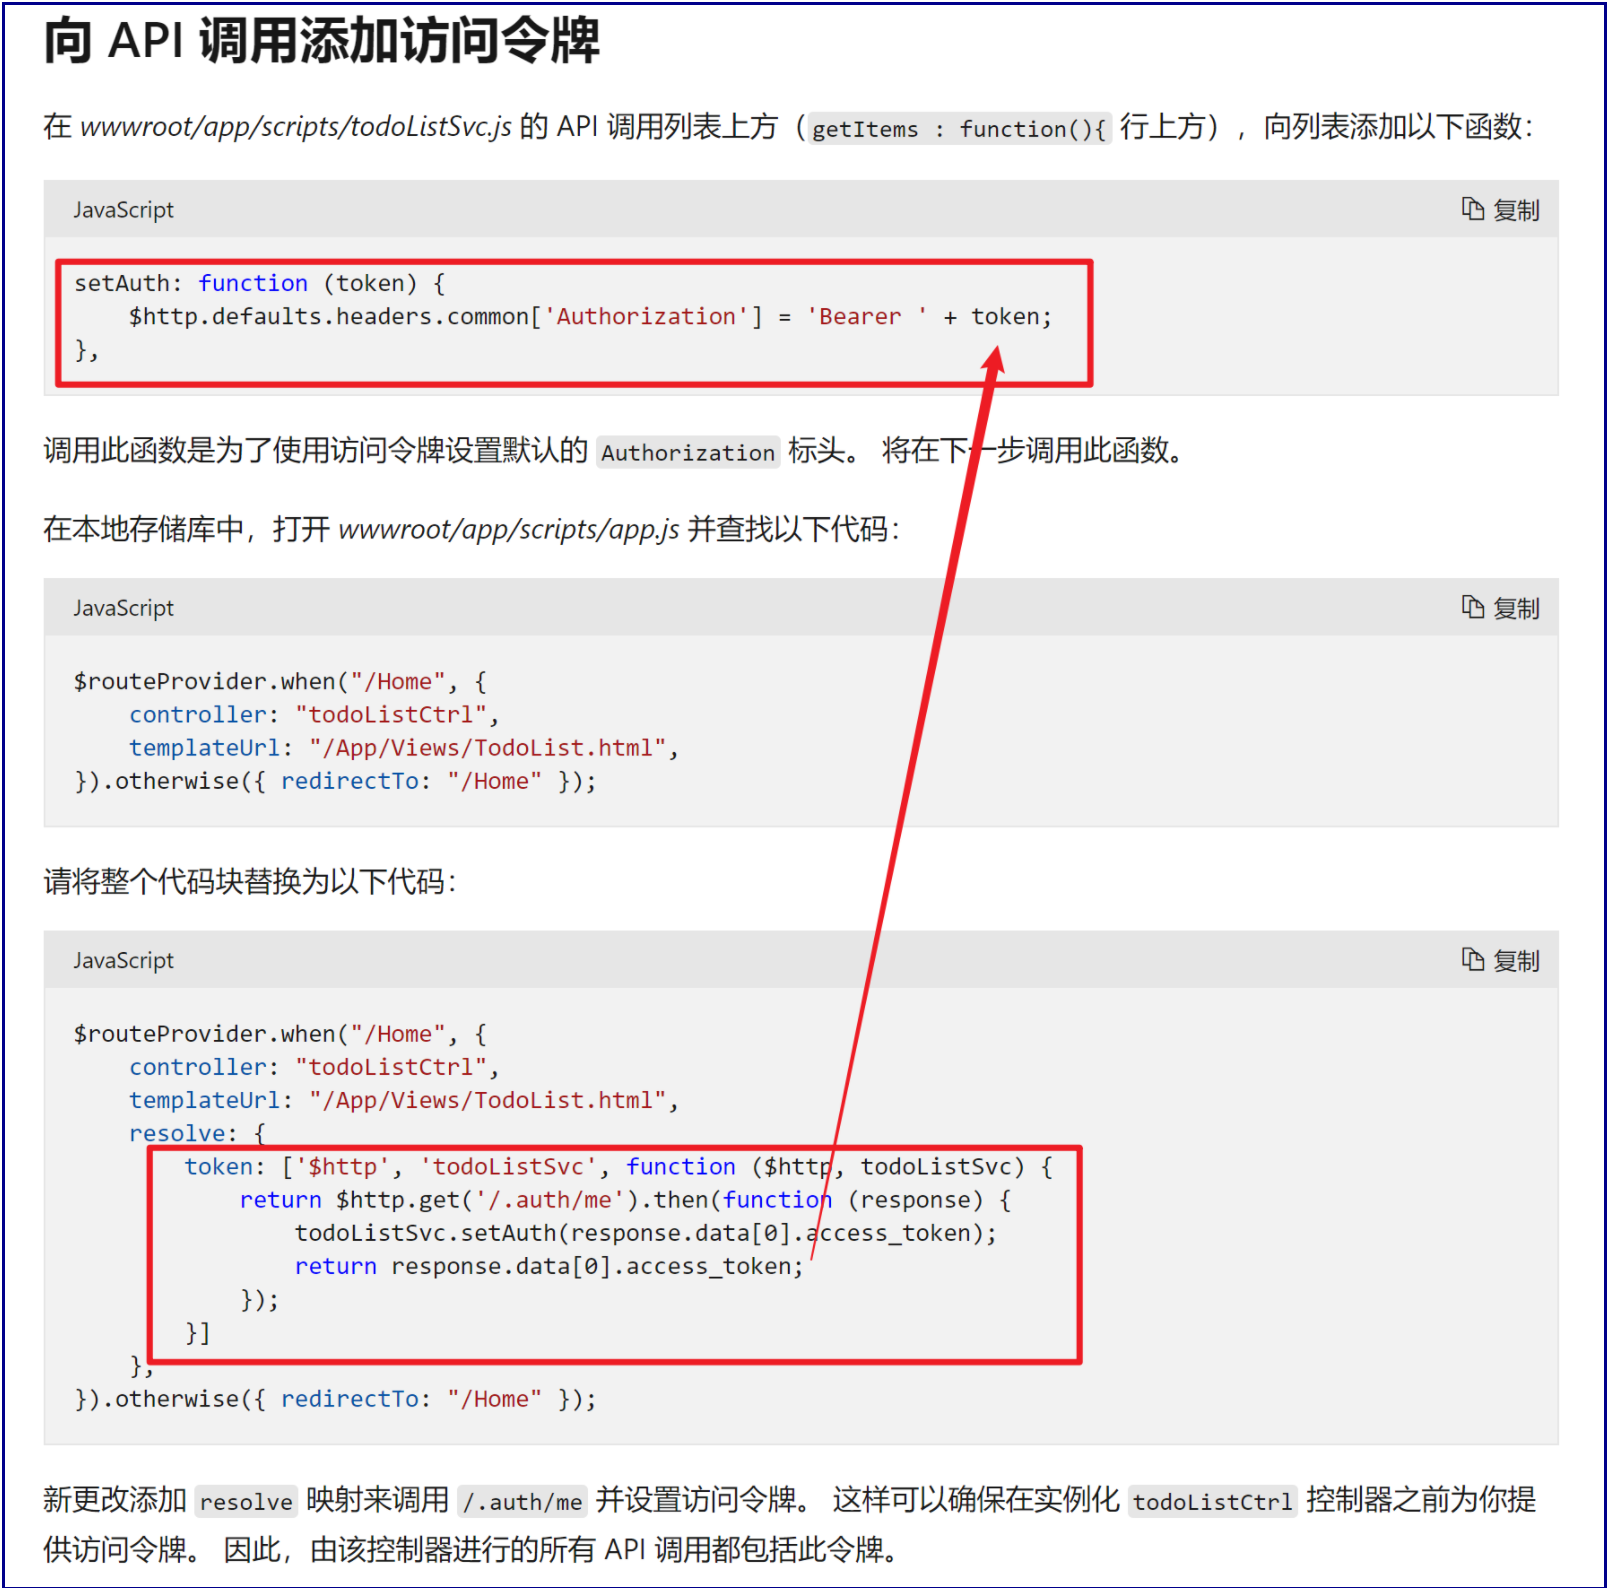 向 API 调用添加访问令牌
在 wwwroot/app/scripts/todoListSvc.js 的 API 调用列表上方（getItems : function(){ 行上方），向列表添加以下函数：
JavaScript
复制
setAuth: function (token) {
    $http.defaults.headers.common['Authorization'] = 'Bearer ' + token;
},
调用此函数是为了使用访问令牌设置默认的 Authorization 标头。 将在下一步调用此函数。
在本地存储库中，打开 wwwroot/app/scripts/app.js 并查找以下代码：
JavaScript
复制
$routeProvider.when("/Home", {
    controller: "todoListCtrl",
    templateUrl: "/App/Views/TodoList.html",
}).otherwise({ redirectTo: "/Home" });
请将整个代码块替换为以下代码：
JavaScript
复制
$routeProvider.when("/Home", {
    controller: "todoListCtrl",
    templateUrl: "/App/Views/TodoList.html",
    resolve: {
        token: ['$http', 'todoListSvc', function ($http, todoListSvc) {
            return $http.get('/.auth/me').then(function (response) {
                todoListSvc.setAuth(response.data[0].access_token);
                return response.data[0].access_token;
            });
        }]
    },
}).otherwise({ redirectTo: "/Home" });
新更改添加 resolve 映射来调用 /.auth/me 并设置访问令牌。 这样可以确保在实例化 todoListCtrl 控制器之前为你提
供访问令牌。 因此，由该控制器进行的所有 API 调用都包括此令牌。